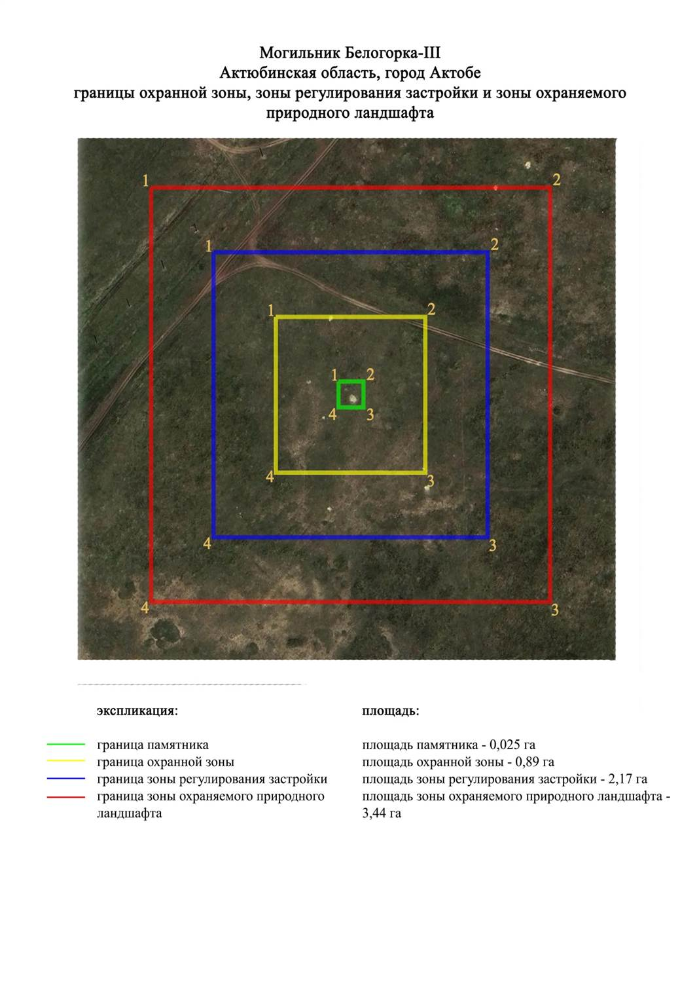 Могильник Белогорка-III
Актюбинская область, город Актобе
границы охранной зоны, зоны регулирования застройки и зоны охраняемого
природного ландшафта
1
2
1
2
1
2
1
2
4
3
4
3
4
3
4
3
экспликация:
площадь:
граница памятника
площадь памятника - 0,025 га
граница охранной зоны
площадь охранной зоны - 0,89 га
граница зоны регулирования застройки
площадь зоны регулирования застройки - 2,17 га
граница зоны охраняемого природного
ландшафта
площадь зоны охраняемого природного ландшафта -
3,44 га